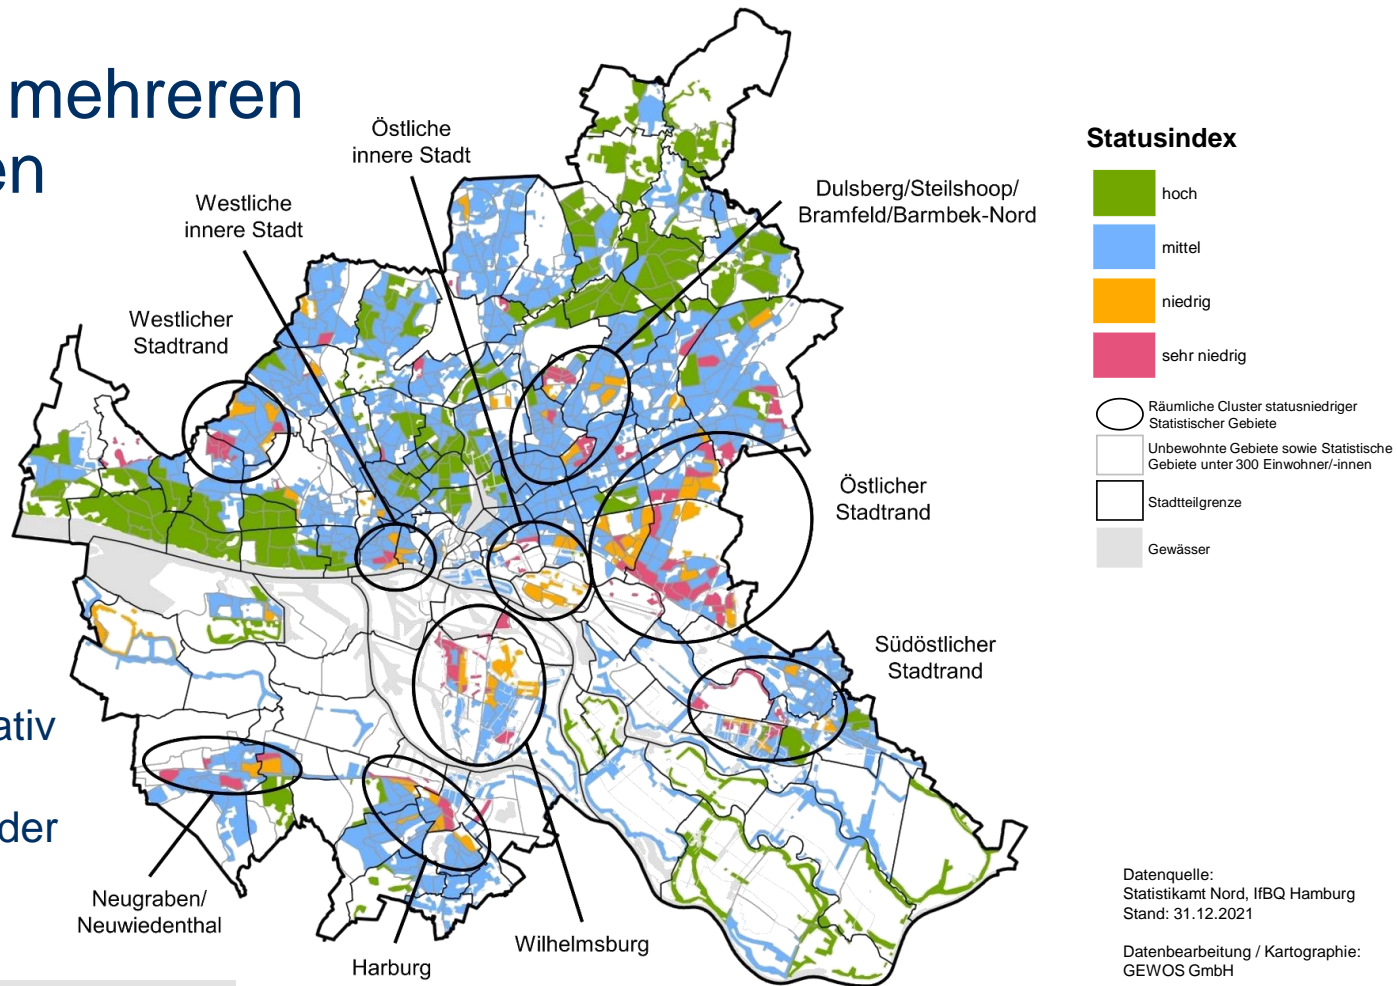 mehreren
en
Östliche
innere Stadt
Westliche
innere Stadt
Dulsberg/Steilshoop/
Bramfeld/Barmbek-Nord
Westlicher
Stadtrand
Östlicher
Stadtrand
Südöstlicher
Stadtrand
ativ
der
Neugraben/
Neuwiedenthal
Harburg
Wilhelmsburg
Statusindex
hoch
mittel
niedrig
sehr niedrig
Räumliche Cluster statusniedriger
Statistischer Gebiete
Unbewohnte Gebiete sowie Statistische
Gebiete unter 300 Einwohner/-innen
Stadtteilgrenze
Gewässer
Datenquelle:
Statistikamt Nord, IfBQ Hamburg
Stand: 31.12.2021
Datenbearbeitung / Kartographie:
GEWOS GmbH